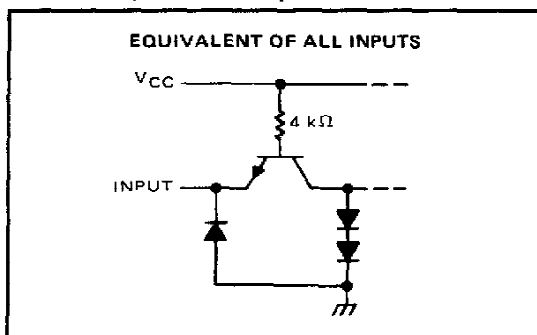 EQUIVALENT OF ALL INPUTS
VCC
4 kΩ
INPUT